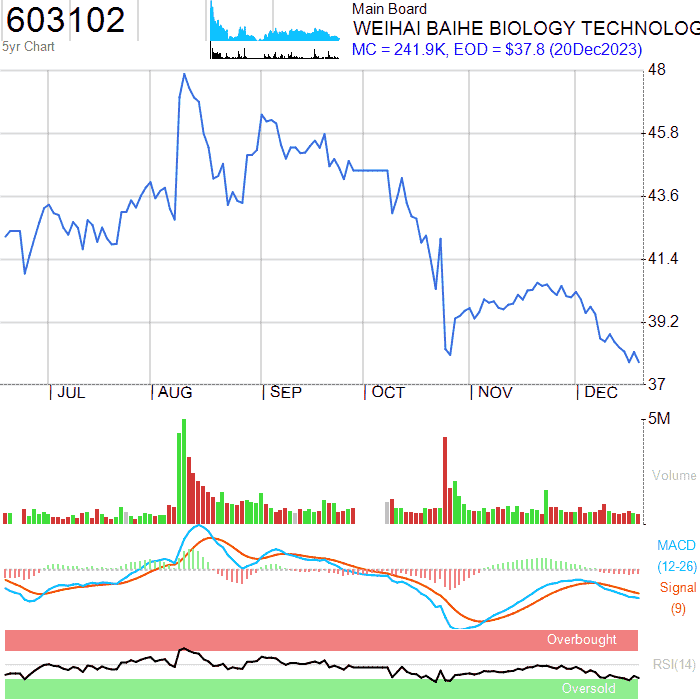 603102
5yr Chart
Main Board
WEIHAI BAIHE BIOLOGY TECHNOLOG
MC = 241.9K, EOD = $37.8 (20Dec2023)
48
45.8
43.6
41.4
39.2
37
JUL
AUG
SEP
OCT
NOV
DEC
5M
Volume
MACD
(12-26)
Signal
(9)
Overbought
RSI(14)
Oversold